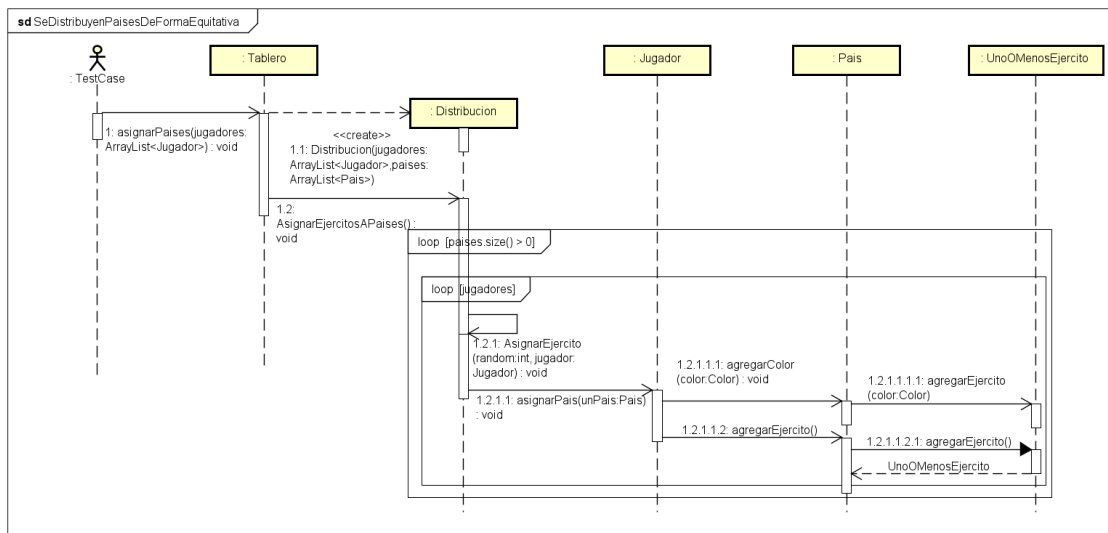 sd SeDistribuyenPaisesDeFormaEquitativa
: TestCase
: Tablero
: Jugador
: Pais
: UnoOMenosEjercito
: Distribucion
1: asignarPaises(jugadores:
ArrayList<Jugador>) : void
<<create>>
1.1: Distribucion(jugadores:
ArrayList<Jugador>,paises:
ArrayList<Pais>)
1.2:
AsignarEjercitosAPaises() :
void
loop [paises.size() > 0]
loop [jugadores]
1.2.1: AsignarEjercito
(random:int, jugador:
Jugador) : void
1.2.1.1: asignarPais(unPais:Pais)
: void
1.2.1.1.1: agregarColor
(color:Color) : void
1.2.1.1.1.1: agregarEjercito
(color:Color)
1.2.1.1.2: agregarEjercito()
1.2.1.1.2.1: agregarEjercito()
UnoOMenosEjercito